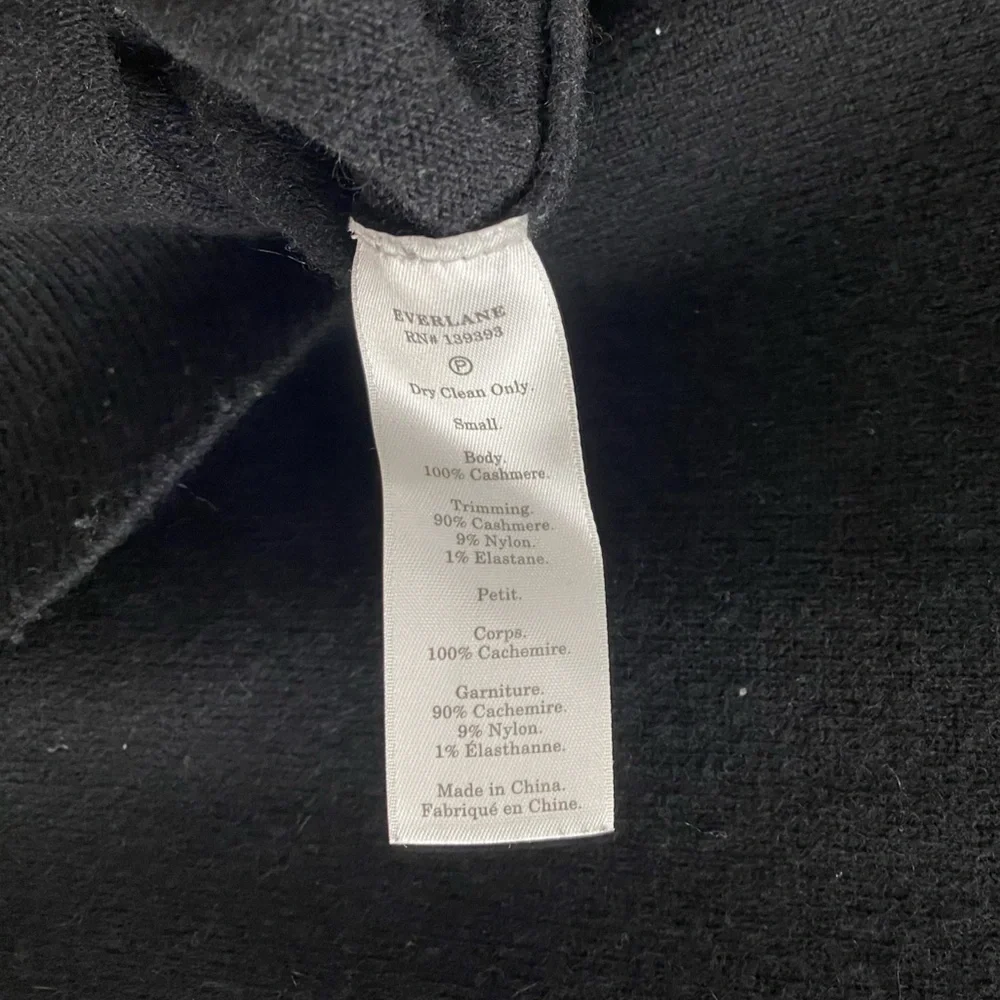 EVERLANE
RN# 139393
P
Dry Clean Only.
Small.
Body.
100% Cashmere.
Trimming.
90% Cashmere.
9% Nylon.
1% Elastane.
Petit.
Corps.
100% Cachemire.
Garniture.
90% Cachemire.
9% Nylon.
1% Élasthanne.
Made in China.
Fabriqué en Chine.